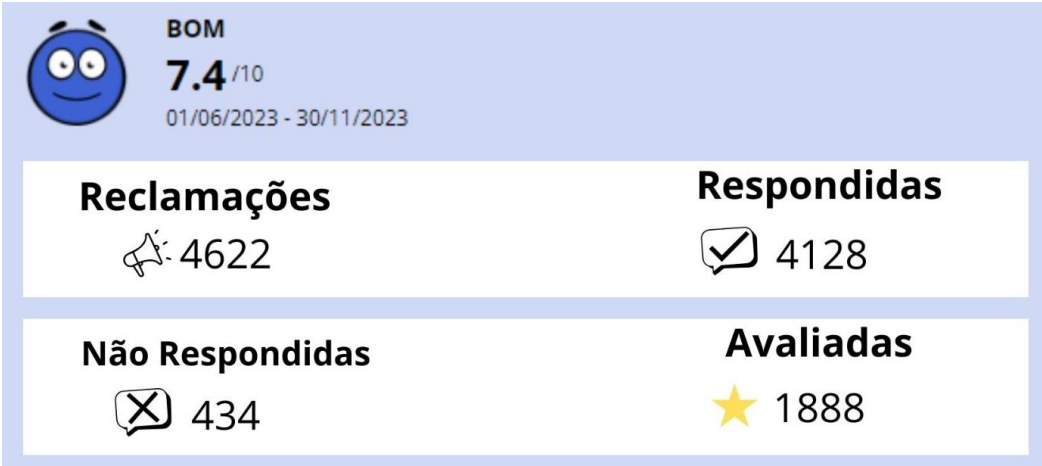 BOM
7.4 /10
01/06/2023 - 30/11/2023
Reclamações
4622
Respondidas
4128
Não Respondidas
434
Avaliadas
1888